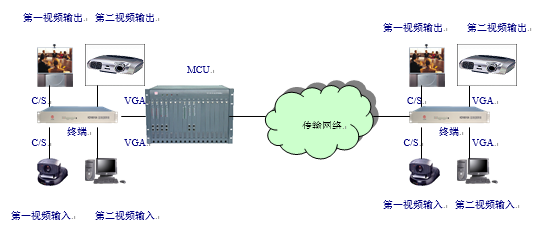 第一视频输出 第二视频输出 第一视频输出 第二视频输出
MCU
C/S VGA C/S VGA
传输网络
终端 终端
C/S VGA C/S VGA
第一视频输入 第二视频输入 第一视频输入 第二视频输入